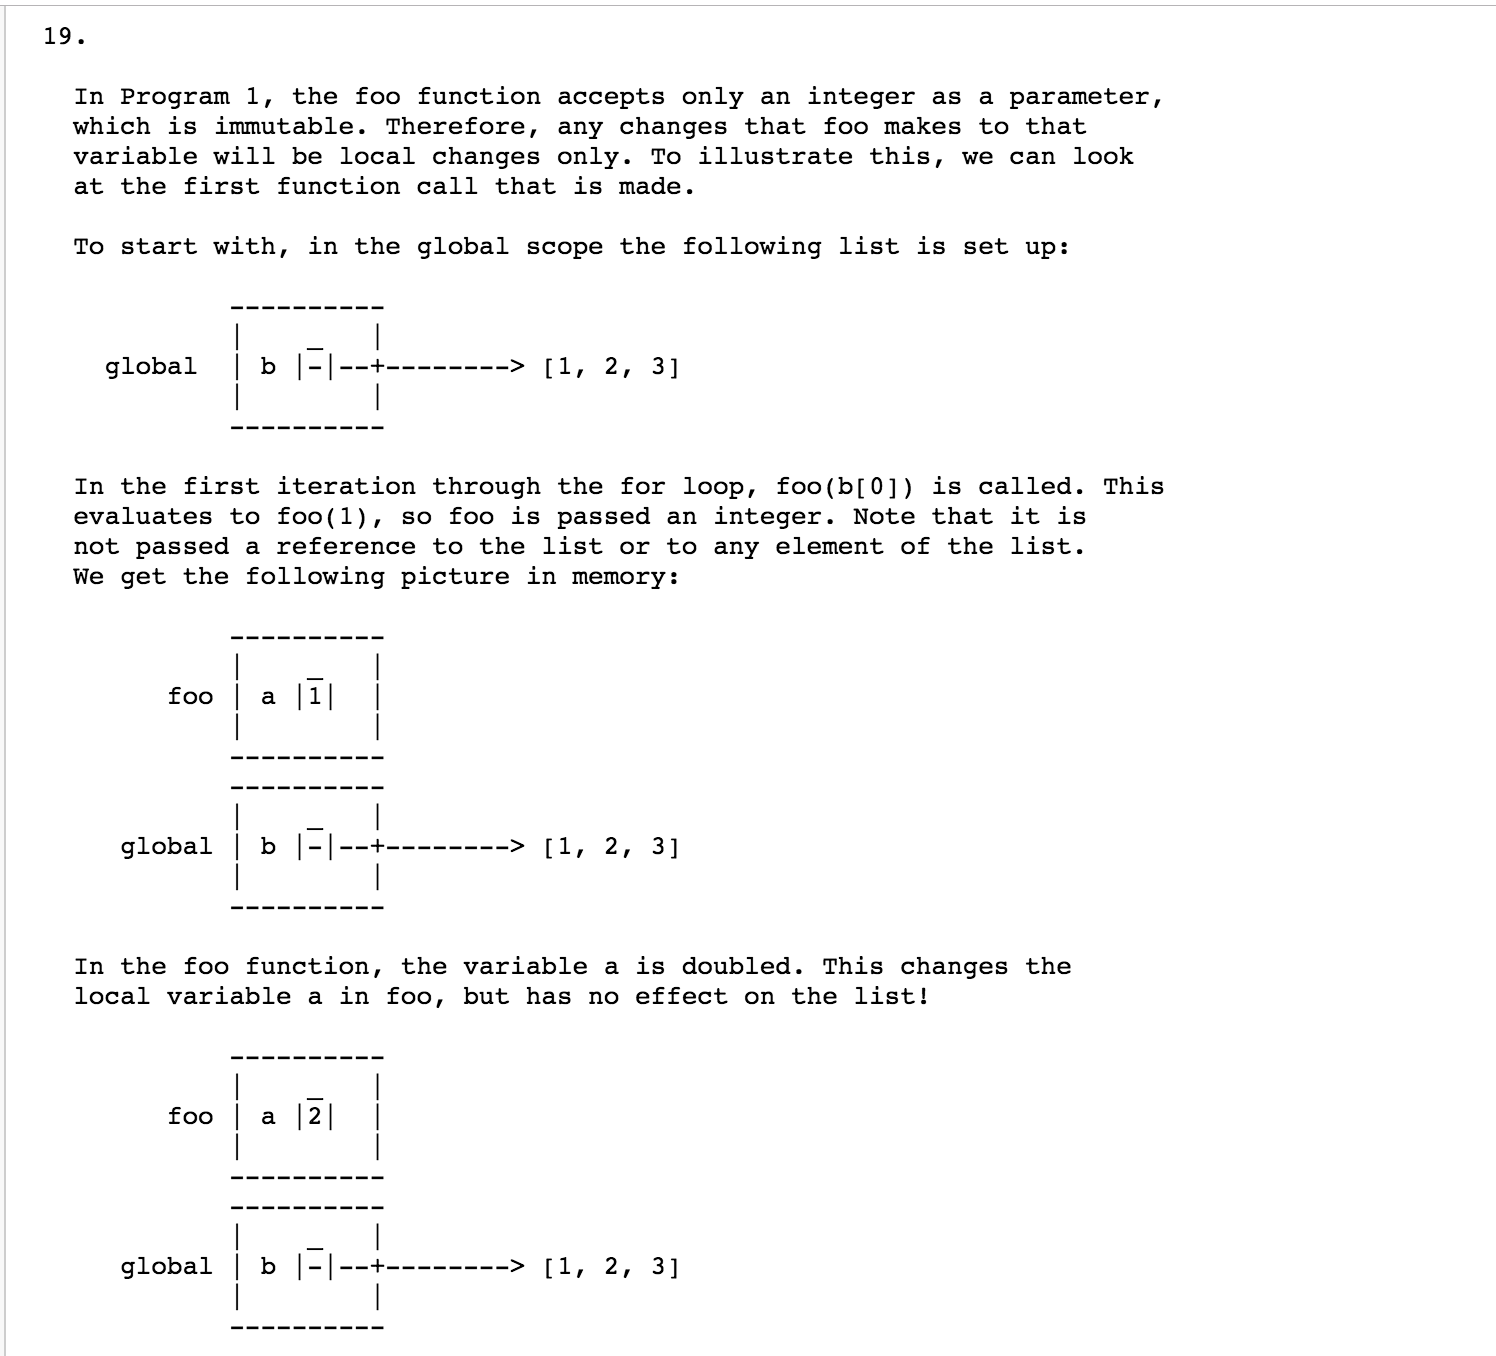 19.
In Program 1, the foo function accepts only an integer as a parameter,
which is immutable. Therefore, any changes that foo makes to that
variable will be local changes only. To illustrate this, we can look
at the first function call that is made.
To start with, in the global scope the following list is set up:
----------
|        |
|     _  |
global | b |-|--+--------> [1, 2, 3]
|        |
----------
In the first iteration through the for loop, foo(b[0]) is called. This
evaluates to foo(1), so foo is passed an integer. Note that it is
not passed a reference to the list or to any element of the list.
We get the following picture in memory:
----------
|     _  |
foo | a |1|  |
|        |
----------
----------
|     _  |
global | b |-|--+--------> [1, 2, 3]
|        |
----------
In the foo function, the variable a is doubled. This changes the
local variable a in foo, but has no effect on the list!
----------
|     _  |
foo | a |2|  |
|        |
----------
----------
|     _  |
global | b |-|--+--------> [1, 2, 3]
|        |
----------